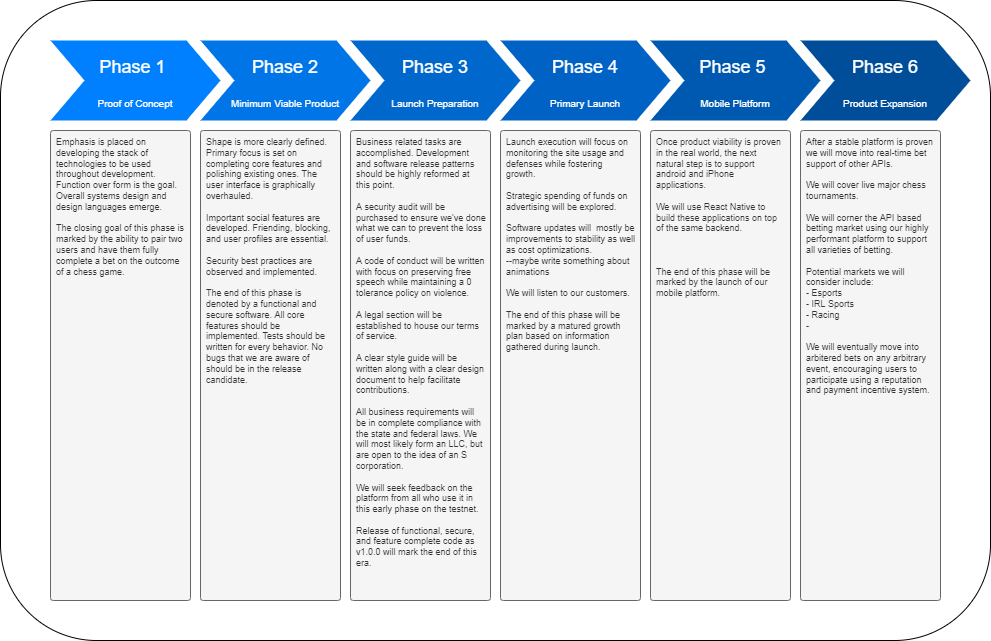 Phase 1
Proof of Concept
Phase 2
Minimum Viable Product
Phase 3
Launch Preparation
Phase 4
Primary Launch
Phase 5
Mobile Platform
Phase 6
Product Expansion
Emphasis is placed on
developing the stack of
technologies to be used
throughout development.
Function over form is the goal.
Overall systems design and
design languages emerge.
The closing goal of this phase is
marked by the ability to pair two
users and have them fully
complete a bet on the outcome
of a chess game.
Shape is more clearly defined.
Primary focus is set on
completing core features and
polishing existing ones. The
user interface is graphically
overhauled.
Important social features are
developed. Friending, blocking,
and user profiles are essential.
Security best practices are
observed and implemented.
The end of this phase is
denoted by a functional and
secure software. All core
features should be
implemented. Tests should be
written for every behavior. No
bugs that we are aware of
should be in the release
candidate.
Business related tasks are
accomplished. Development
and software release patterns
should be highly reformed at
this point.
A security audit will be
purchased to ensure we've done
what we can to prevent the loss
of user funds.
A code of conduct will be written
with focus on preserving free
speech while maintaining a 0
tolerance policy on violence.
A legal section will be
established to house our terms
of service.
A clear style guide will be
written along with a clear design
document to help facilitate
contributions.
All business requirements will
be in complete compliance with
the state and federal laws. We
will most likely form an LLC, but
are open to the idea of an S
corporation.
We will seek feedback on the
platform from all who use it in
this early phase on the testnet.
Release of functional, secure,
and feature complete code as
v1.0.0 will mark the end of this
era.
Launch execution will focus on
monitoring the site usage and
defenses while fostering
growth.
Strategic spending of funds on
advertising will be explored.
Software updates will mostly be
improvements to stability as well
as cost optimizations.
--maybe write something about
animations
We will listen to our customers.
The end of this phase will be
marked by a matured growth
plan based on information
gathered during launch.
Once product viability is proven
in the real world, the next
natural step is to support
android and iPhone
applications.
We will use React Native to
build these applications on top
of the same backend.
The end of this phase will be
marked by the launch of our
mobile platform.
After a stable platform is proven
we will move into real-time bet
support of other APIs.
We will cover live major chess
tournaments.
We will corner the API based
betting market using our highly
performant platform to support
all varieties of betting.
Potential markets we will
consider include:
- Esports
- IRL Sports
- Racing
-
We will eventually move into
arbitered bets on any arbitrary
event, encouraging users to
participate using a reputation
and payment incentive system.